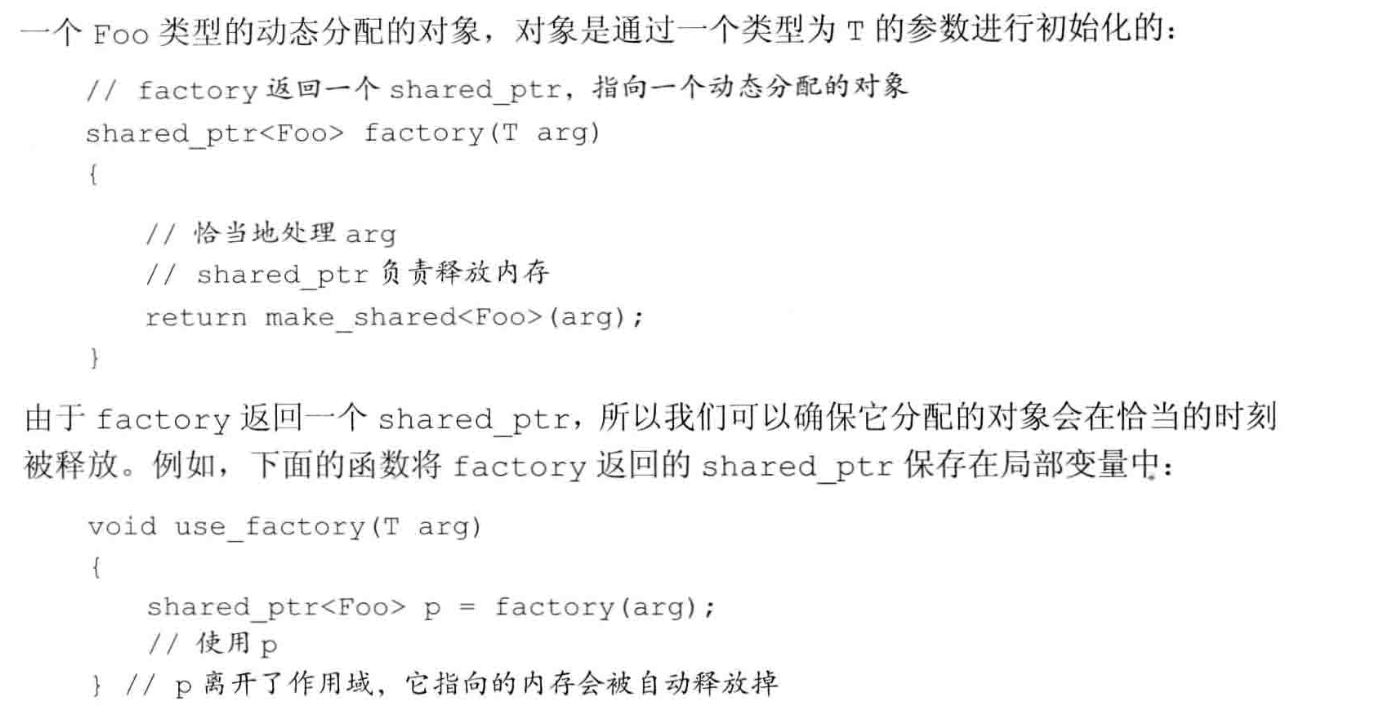 一个 Foo 类型的动态分配的对象，对象是通过一个类型为 T 的参数进行初始化的：
// factory 返回一个 shared_ptr，指向一个动态分配的对象
shared_ptr<Foo> factory(T arg)
{
// 恰当地处理 arg
// shared_ptr 负责释放内存
return make_shared<Foo>(arg);
}
由于 factory 返回一个 shared_ptr，所以我们可以确保它分配的对象会在恰当的时刻
被释放。例如，下面的函数将 factory 返回的 shared_ptr 保存在局部变量中：
void use_factory(T arg)
{
shared_ptr<Foo> p = factory(arg);
// 使用 p
} // p 离开了作用域，它指向的内存会被自动释放掉